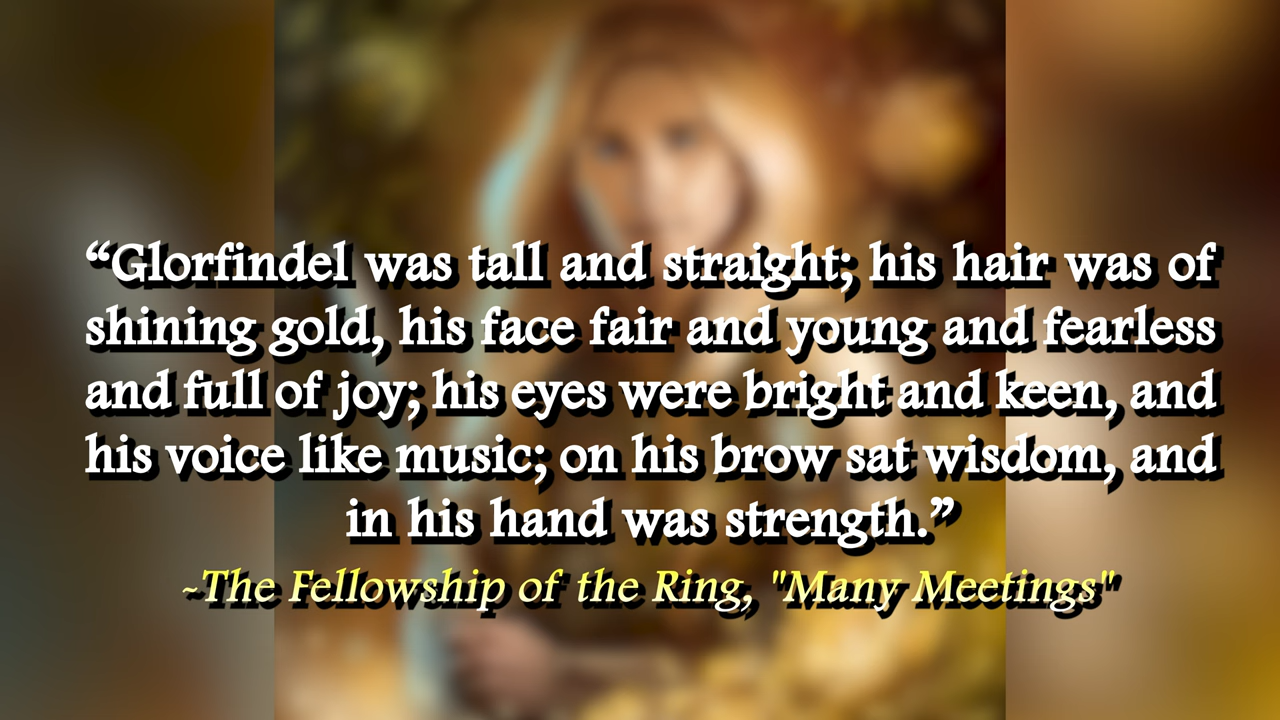 “Glorfindel was tall and straight; his hair was of
shining gold, his face fair and young and fearless
and full of joy; his eyes were bright and keen, and
his voice like music; on his brow sat wisdom, and
in his hand was strength.”
~The Fellowship of the Ring, "Many Meetings"